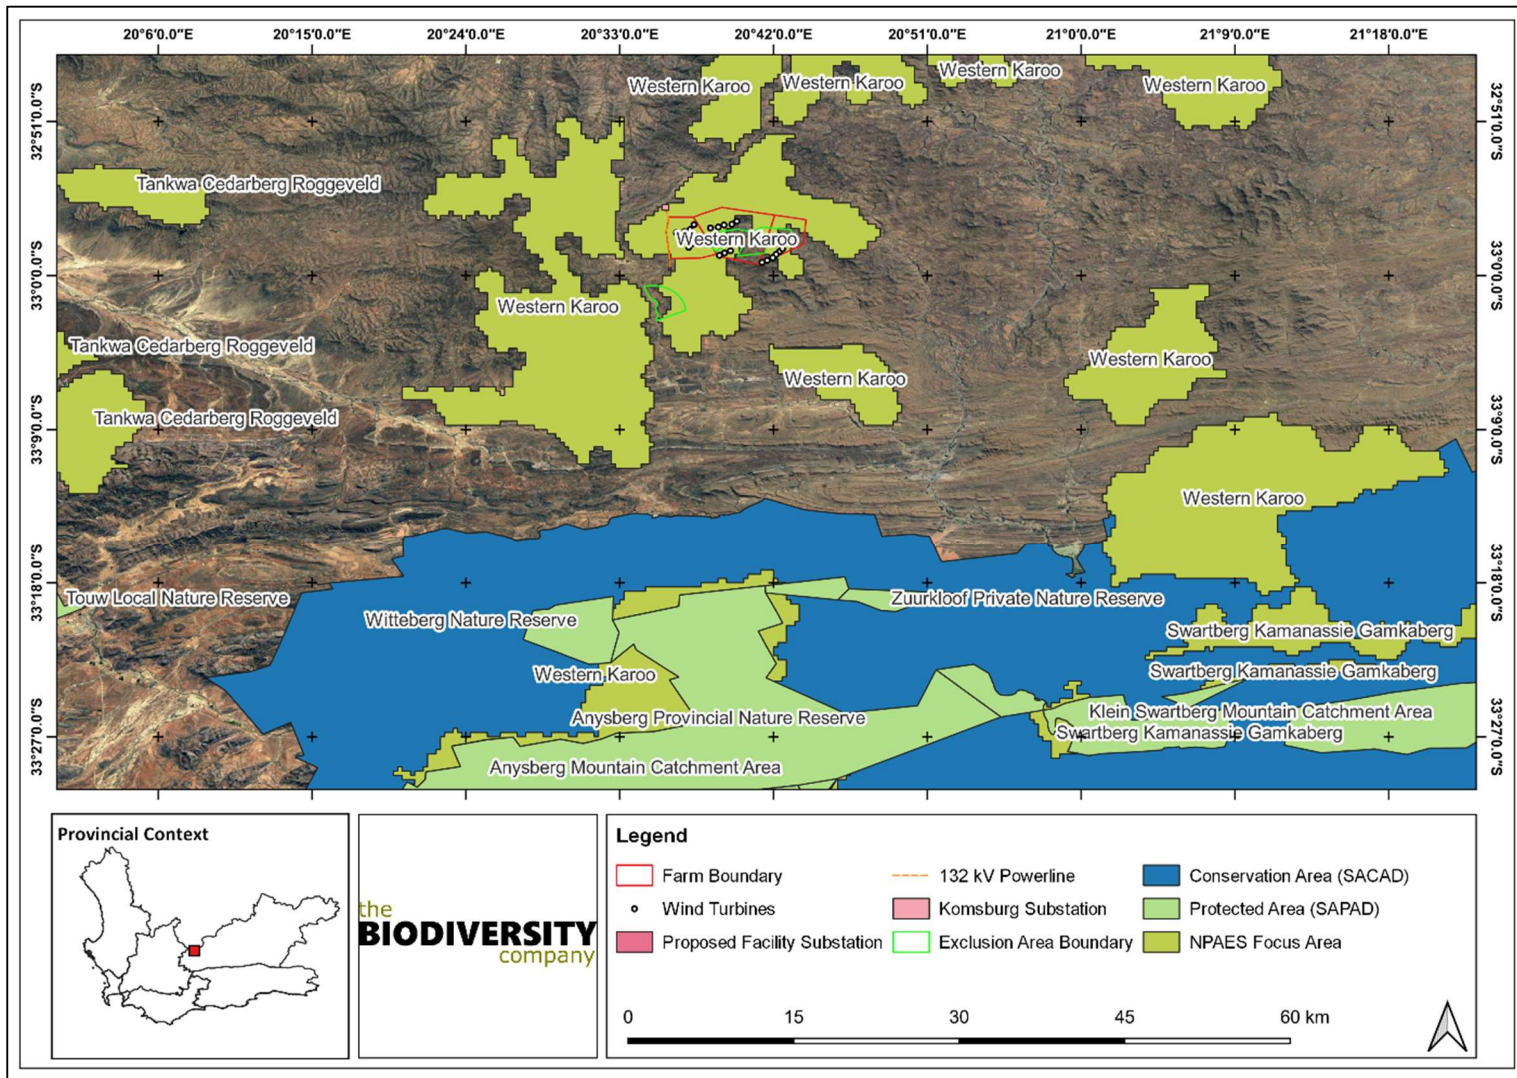 20°6'0.0"E 20°15'0.0"E 20°24'0.0"E 20°33'0.0"E 20°42'0.0"E 20°51'0.0"E 21°0'0.0"E 21°9'0.0"E 21°18'0.0"E
32°51'0.0"S 33°0'0.0"S 33°9'0.0"S 33°18'0.0"S 33°27'0.0"S
32°51'0.0"S 33°0'0.0"S 33°9'0.0"S 33°18'0.0"S 33°27'0.0"S
Western Karoo
Western Karoo
Western Karoo
Western Karoo
Tankwa Cedarberg Roggeveld
Western Karoo
Western Karoo
Tankwa Cedarberg Roggeveld
Western Karoo
Western Karoo
Tankwa Cedarberg Roggeveld
Western Karoo
Touw Local Nature Reserve
Zuurkloof Private Nature Reserve
Witteberg Nature Reserve
Swartberg Kamanassie Gamkaberg
Western Karoo
Swartberg Kamanassie Gamkaberg
Anysberg Provincial Nature Reserve
Klein Swartberg Mountain Catchment Area
Swartberg Kamanassie Gamkaberg
Anysberg Mountain Catchment Area
Provincial Context
the
BIODIVERSITY
company
Legend
Farm Boundary
Wind Turbines
Proposed Facility Substation
132 kV Powerline
Komsburg Substation
Exclusion Area Boundary
Conservation Area (SACAD)
Protected Area (SAPAD)
NPAES Focus Area
0 15 30 45 60 km